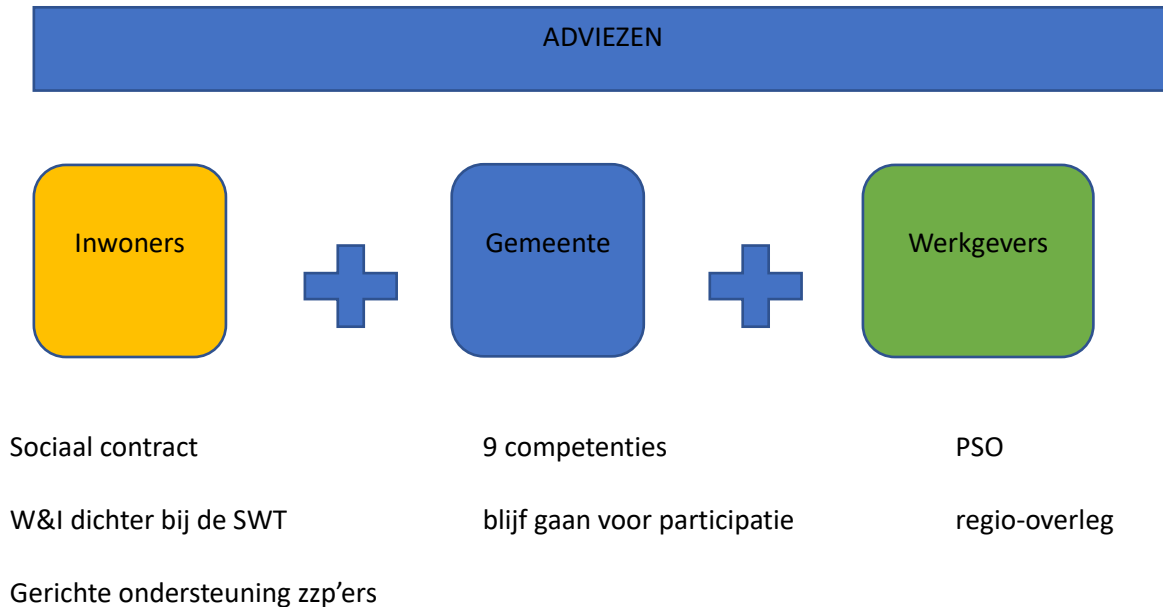 ADVIEZEN
Inwoners
Gemeente
Werkgevers
Sociaal contract
9 competenties
PSO
W&I dichter bij de SWT
blijf gaan voor participatie
regio-overleg
Gerichte ondersteuning zzp’ers